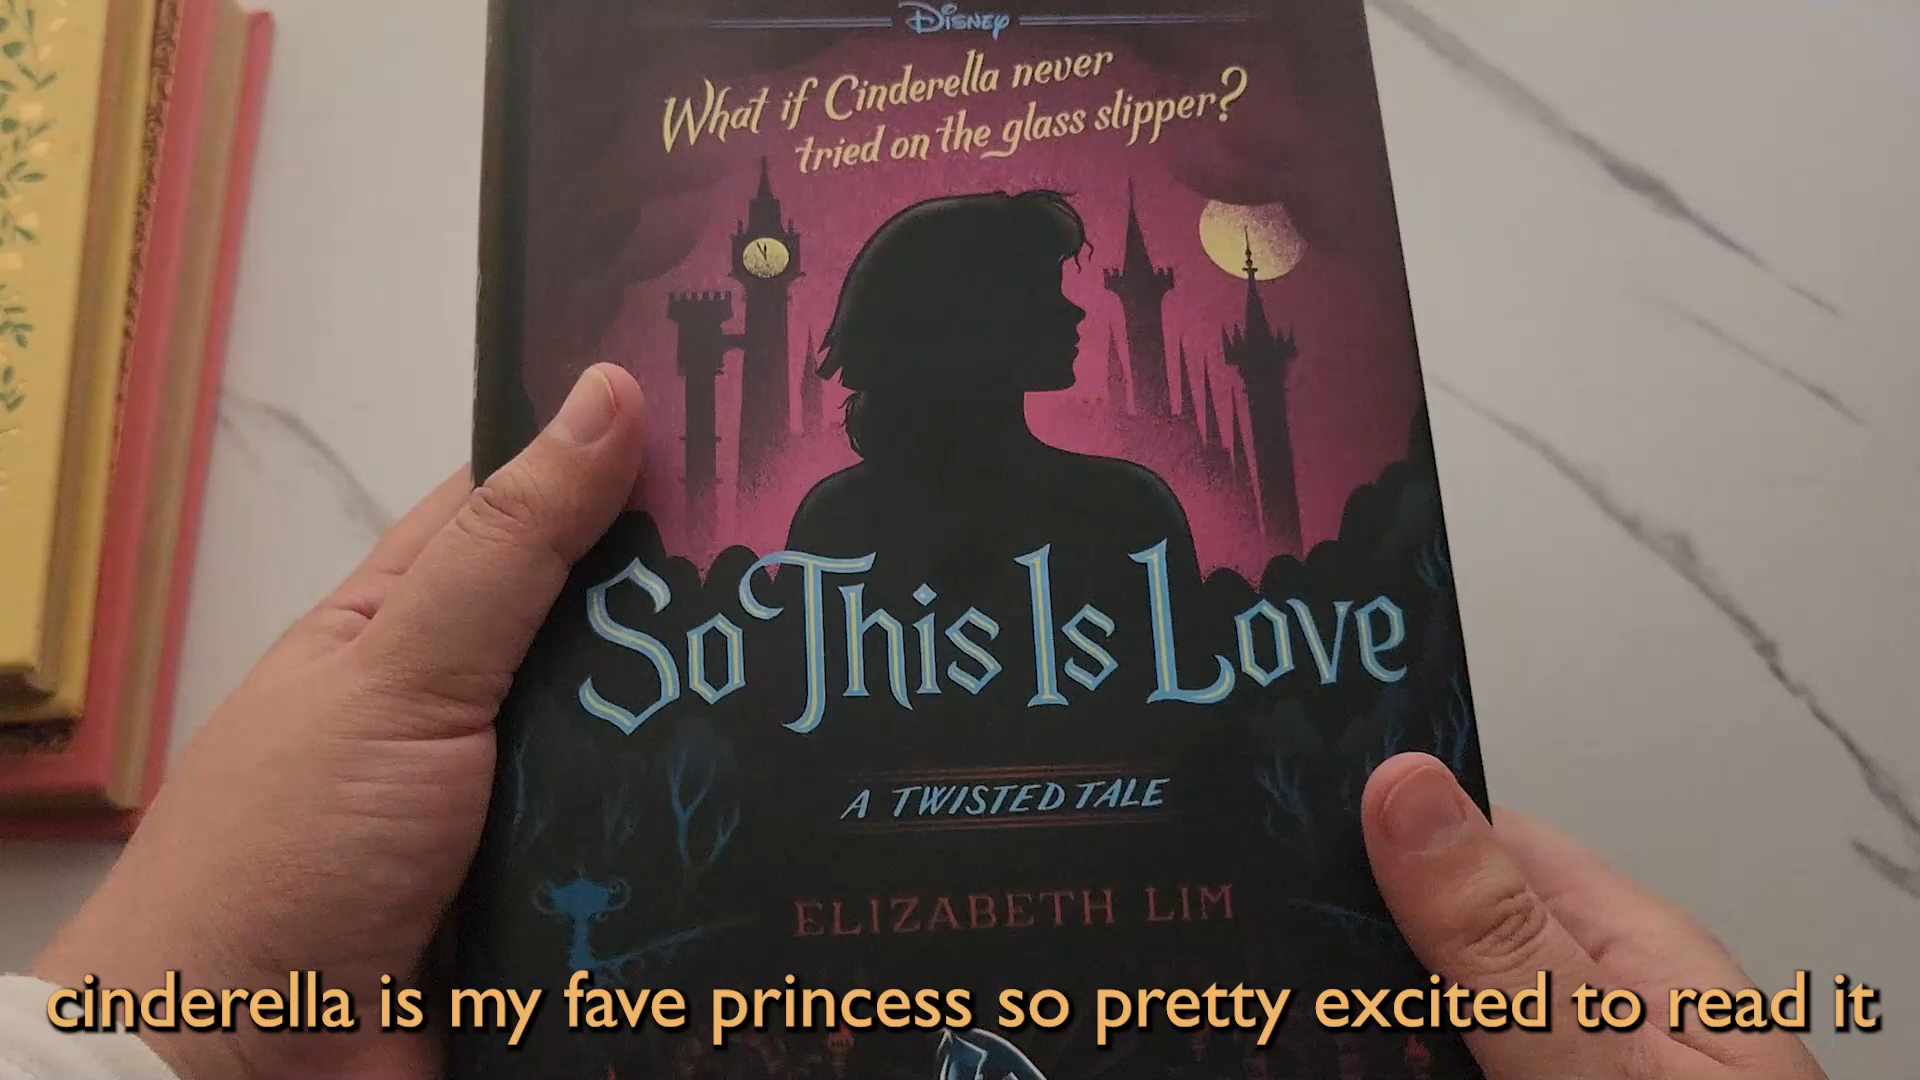 Disney
What if Cinderella never
tried on the glass slipper?
So This Is Love
A TWISTED TALE
ELIZABETH LIM
cinderella is my fave princess so pretty excited to read it